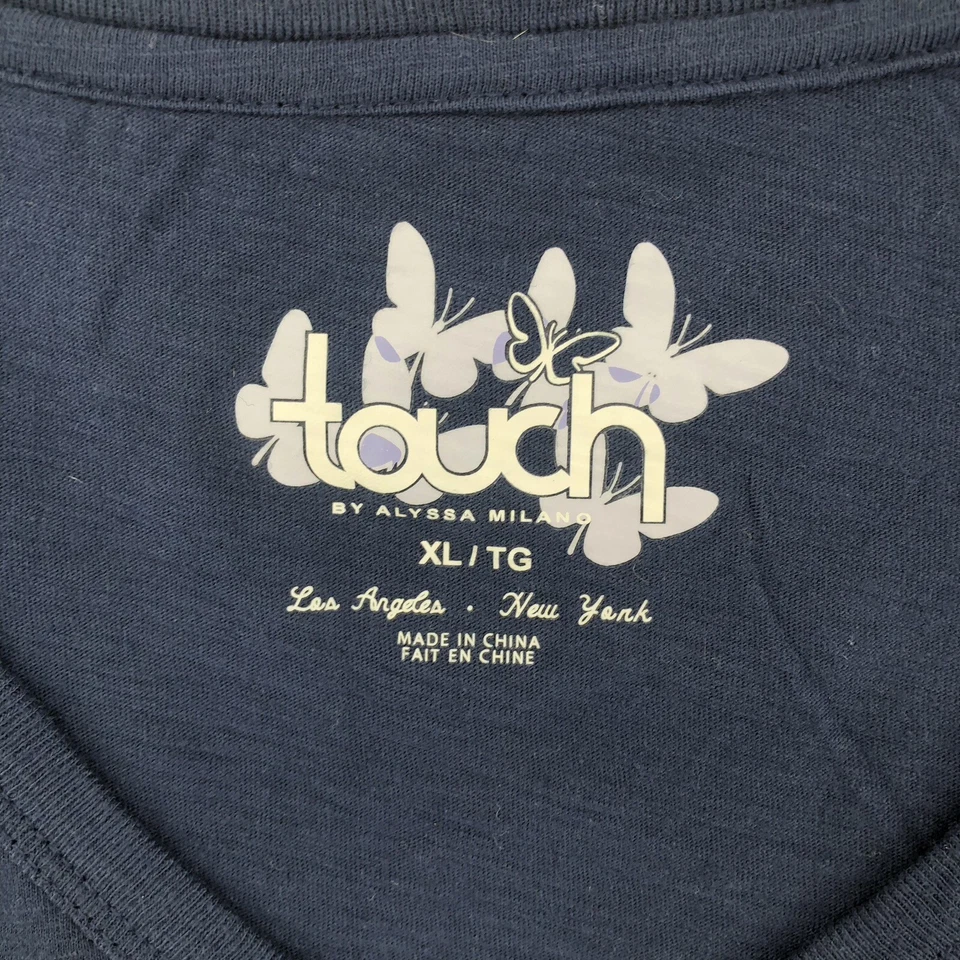 touch
BY ALYSSA MILANO
XL / TG
Los Angeles . New York
MADE IN CHINA
FAIT EN CHINE